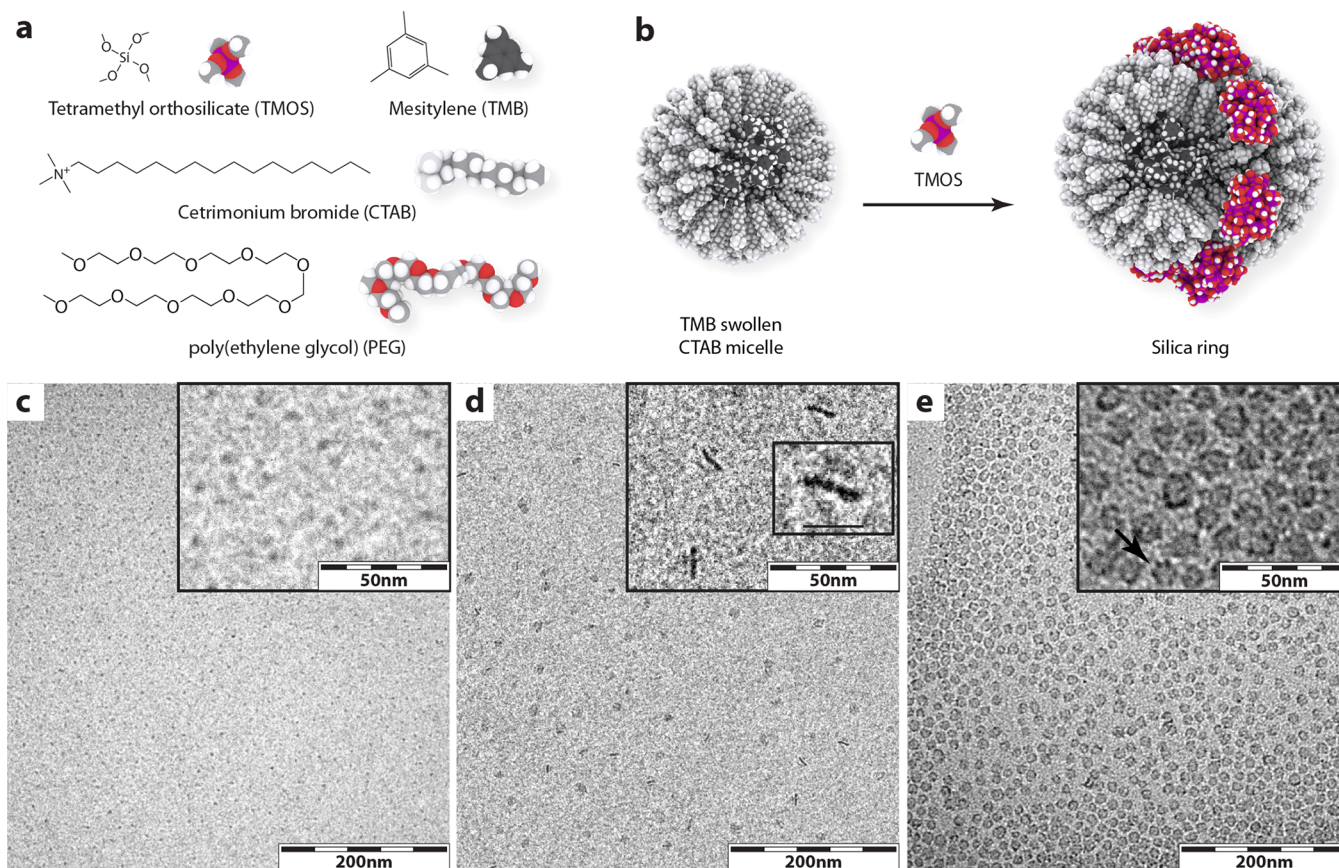 a
Si
O
O
O
O
Tetramethyl orthosilicate (TMOS)
Mesitylene (TMB)
N+
Cetrimonium bromide (CTAB)
O
O
O
O
O
O
O
O
O
O
poly(ethylene glycol) (PEG)
b
TMOS
TMB swollen
CTAB micelle
Silica ring
c
50nm
200nm
d
50nm
200nm
e
50nm
200nm